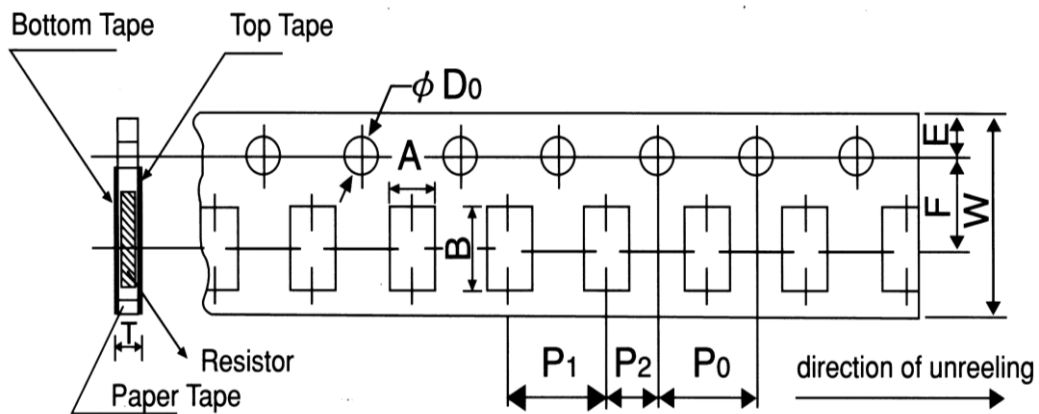 Bottom Tape
Top Tape
ϕ D0
A
B
E
F
W
T
Resistor
Paper Tape
P1
P2
P0
direction of unreeling